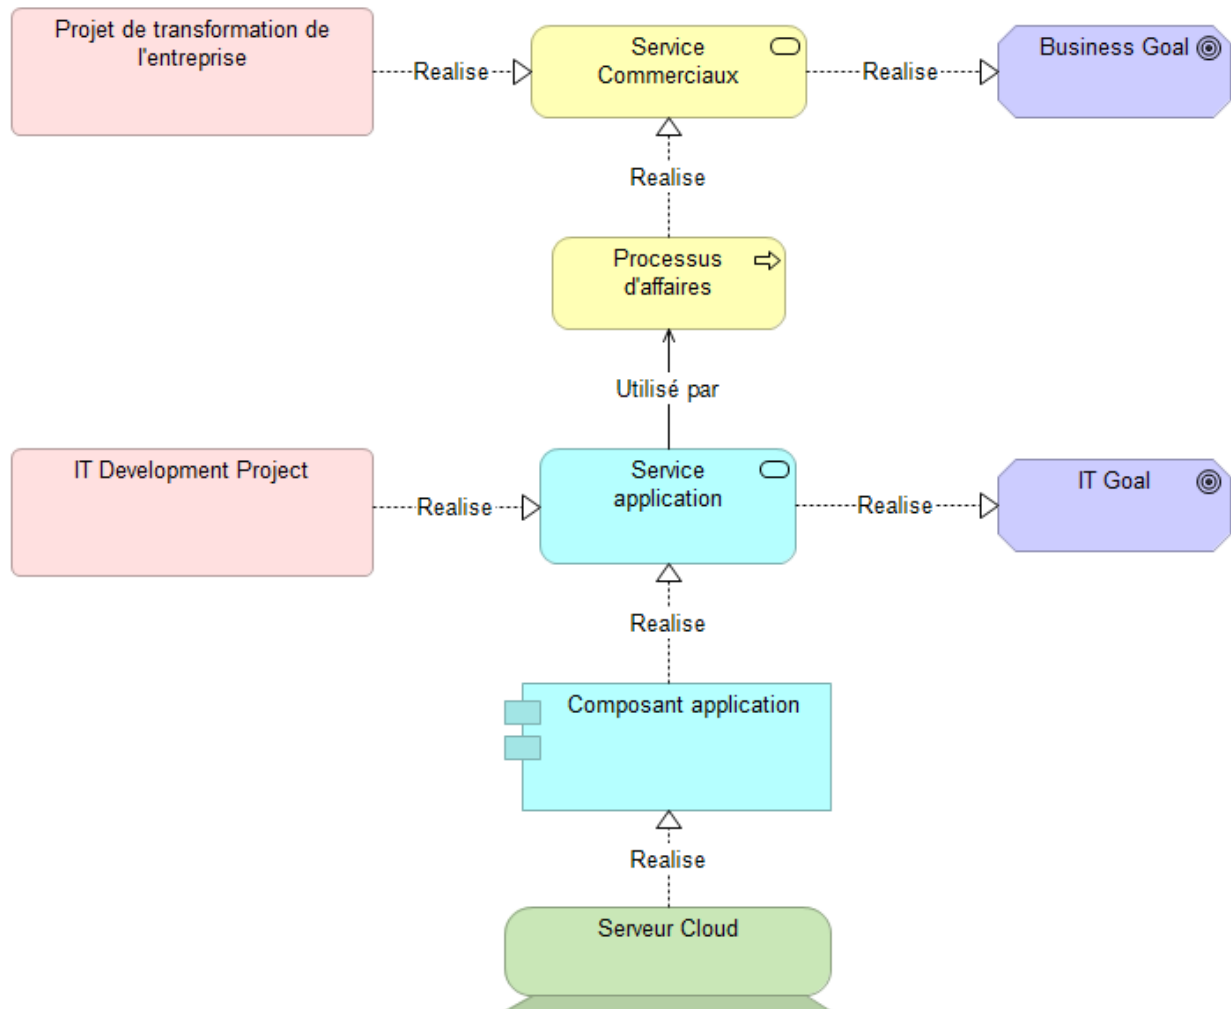 Projet de transformation de
l'entreprise
Realise
Service
Commerciaux
Realise
Business Goal
Realise
Processus
d'affaires
Utilisé par
IT Development Project
Realise
Service
application
Realise
IT Goal
Realise
Composant application
Realise
Serveur Cloud